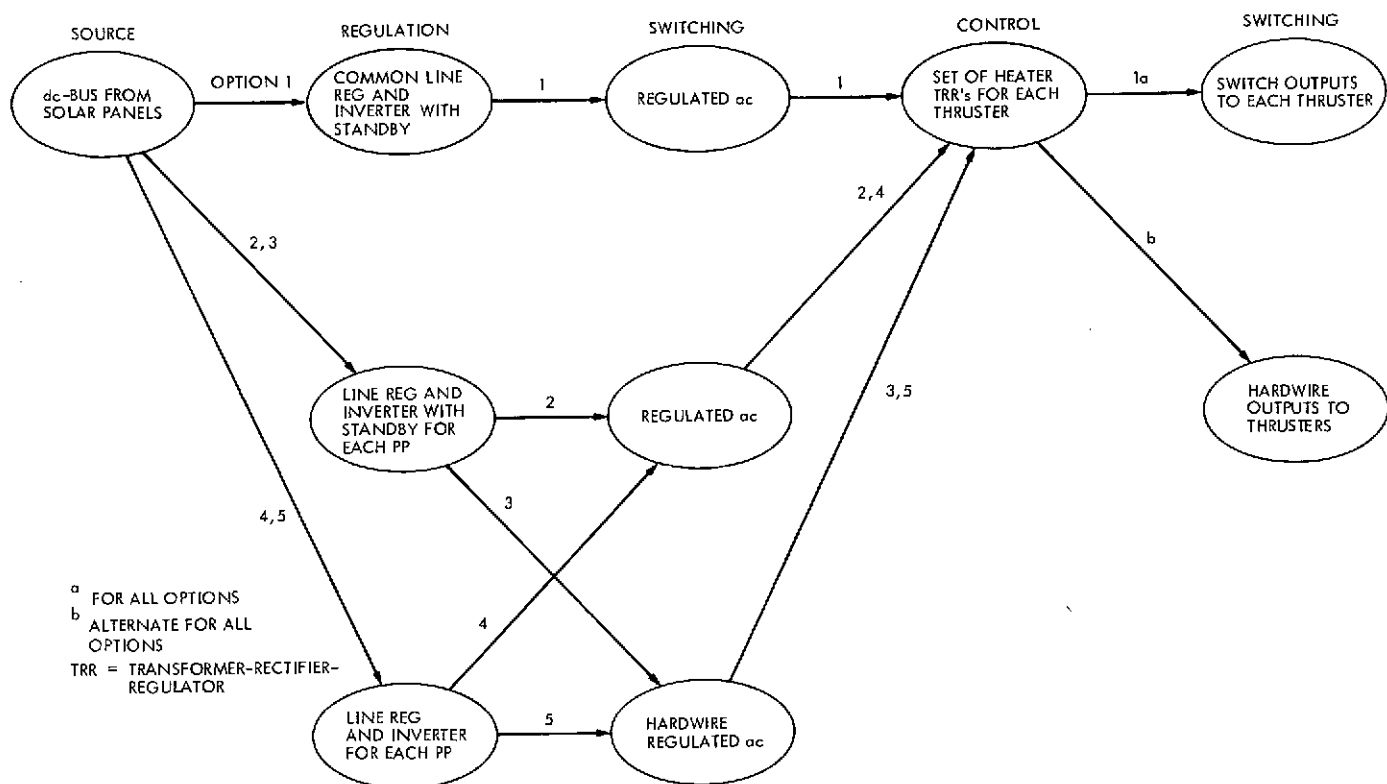 SOURCE
REGULATION
SWITCHING
CONTROL
SWITCHING
dc-BUS FROM
SOLAR PANELS
OPTION 1
COMMON LINE
REG AND
INVERTER WITH
STANDBY
1
REGULATED ac
1
SET OF HEATER
TRR's FOR EACH
THRUSTER
1a
SWITCH OUTPUTS
TO EACH THRUSTER
2,3
2,4
b
LINE REG AND
INVERTER WITH
STANDBY FOR
EACH PP
2
REGULATED ac
3,5
HARDWIRE
OUTPUTS TO
THRUSTERS
4,5
3
4
LINE REG
AND INVERTER
FOR EACH PP
5
HARDWIRE
REGULATED ac
a FOR ALL OPTIONS
b ALTERNATE FOR ALL
OPTIONS
TRR = TRANSFORMER-RECTIFIER-
REGULATOR